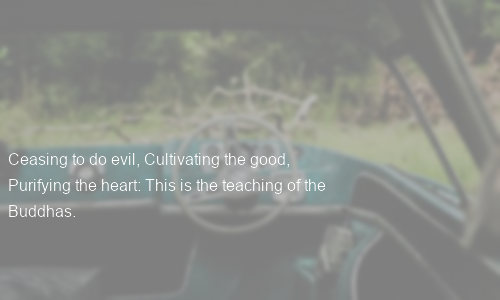 Ceasing to do evil, Cultivating the good,
Purifying the heart: This is the teaching of the
Buddhas.